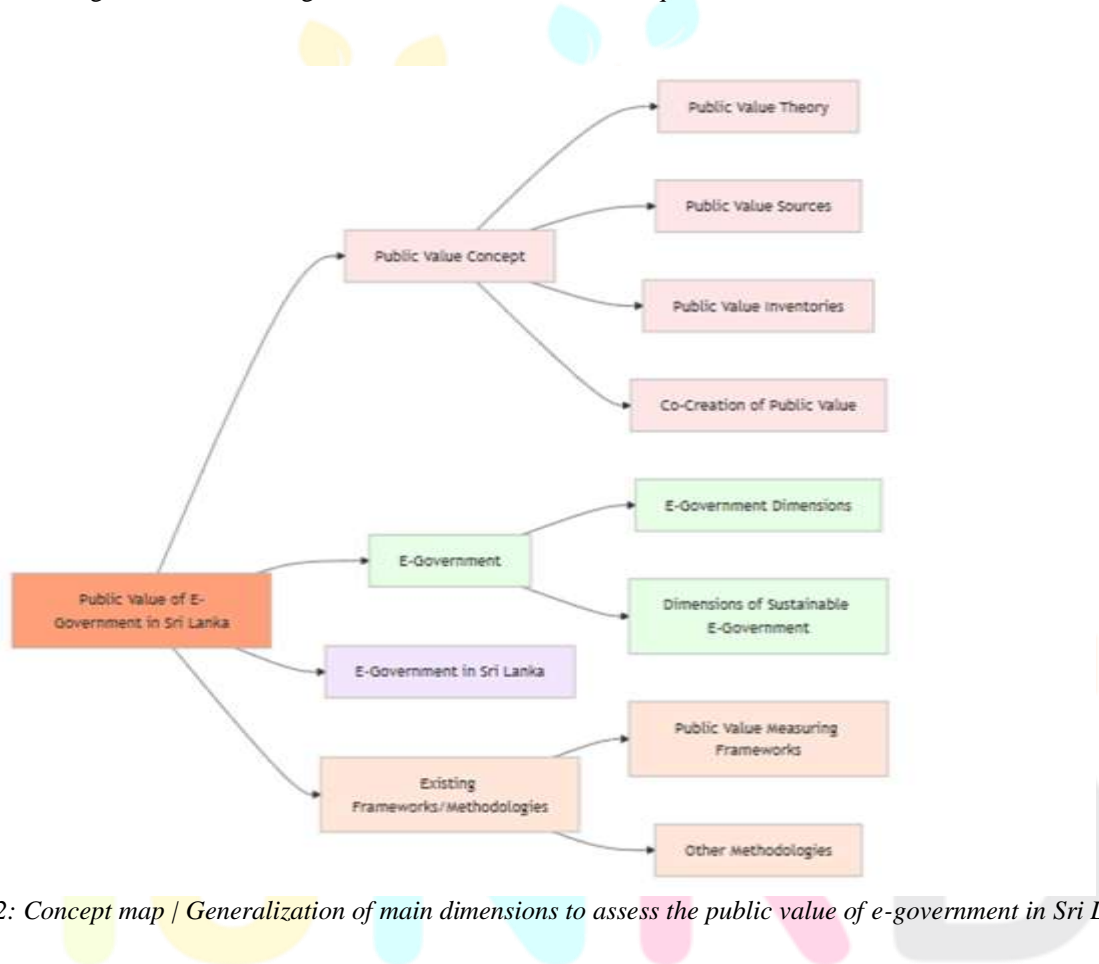 Public Value Theory
Public Value Sources
Public Value Concept
Public Value Inventories
Co-Creation of Public Value
E-Government Dimensions
E-Government
Dimensions of Sustainable
E-Government
Public Value of E-
Government in Sri Lanka
E-Government in Sri Lanka
Public Value Measuring
Frameworks
Existing
Frameworks/Methodologies
Other Methodologies
2: Concept map | Generalization of main dimensions to assess the public value of e-government in Sri